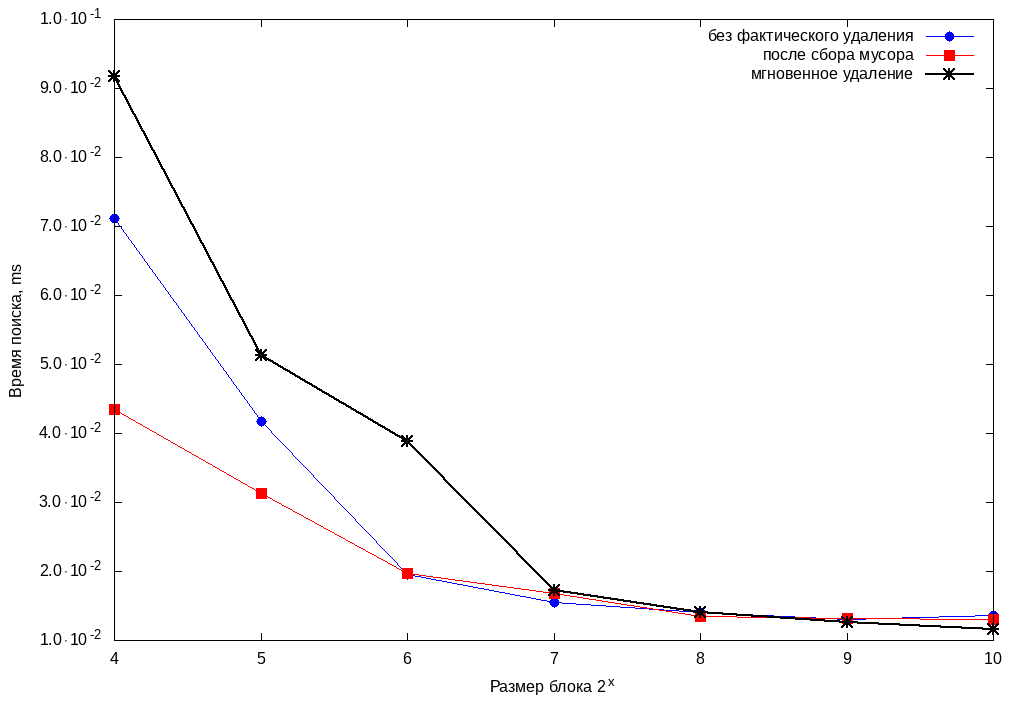 1.0·10⁻¹
9.0·10⁻²
8.0·10⁻²
7.0·10⁻²
6.0·10⁻²
5.0·10⁻²
4.0·10⁻²
3.0·10⁻²
2.0·10⁻²
1.0·10⁻²
Время поиска, ms
без фактического удаления
после сбора мусора
мгновенное удаление
4 5 6 7 8 9 10
Размер блока 2ˣ